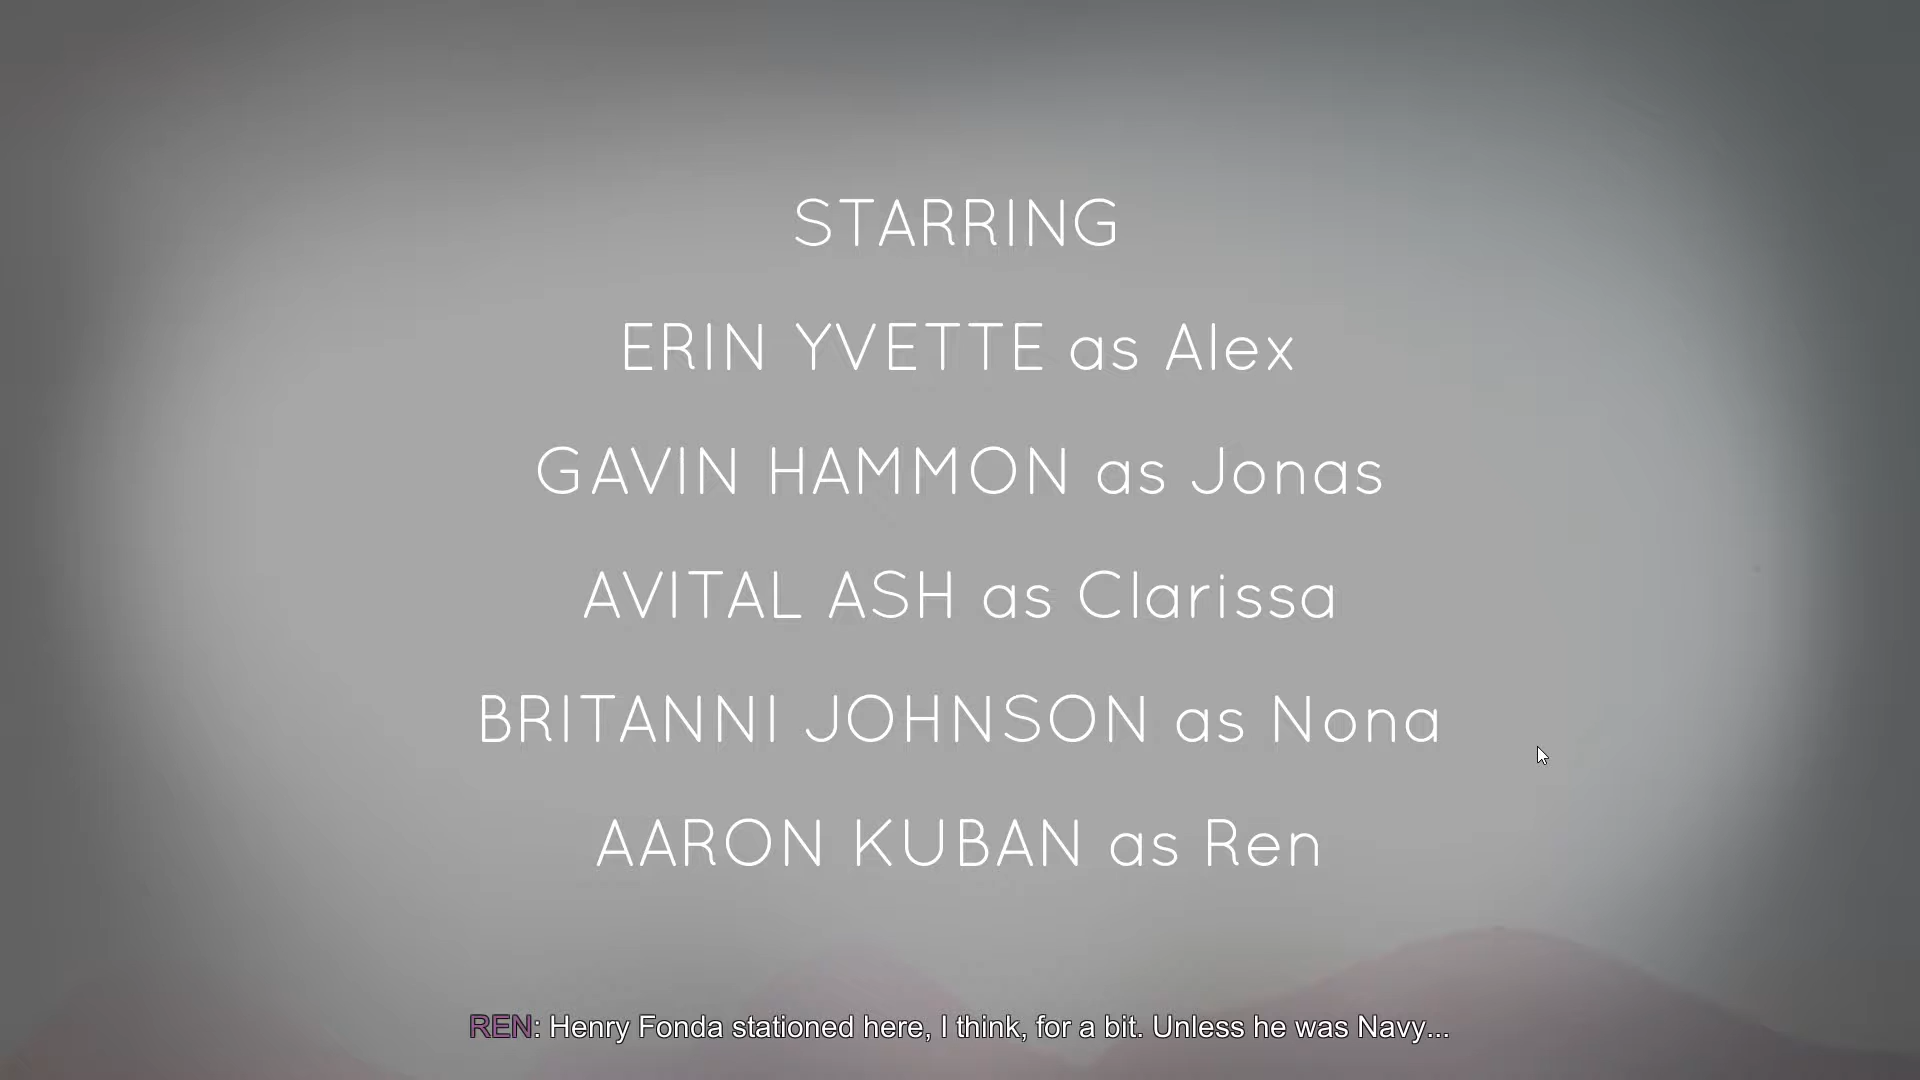 STARRING
ERIN YVETTE as Alex
GAVIN HAMMON as Jonas
AVITAL ASH as Clarissa
BRITANNI JOHNSON as Nona
AARON KUBAN as Ren
REN: Henry Fonda stationed here, I think, for a bit. Unless he was Navy...